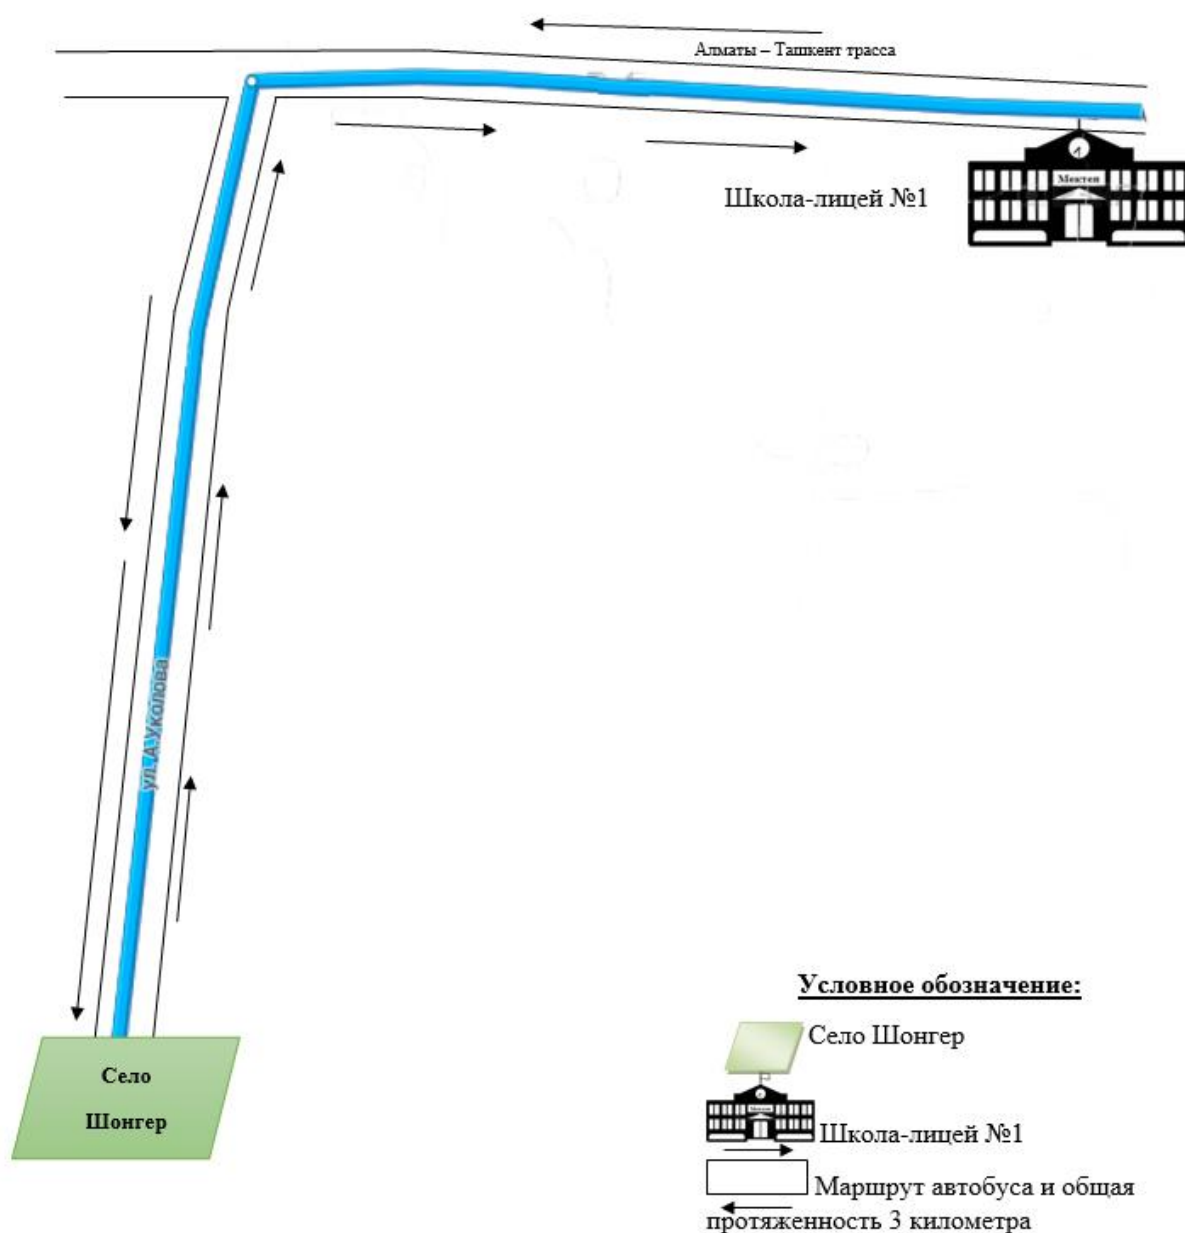 Алматы – Ташкент трасса
Мектеп
Школа-лицей №1
ул. А.Уколова
Село
Шонгер
Условное обозначение:
Село Шонгер
Школа-лицей №1
Маршрут автобуса и общая
протяженность 3 километра